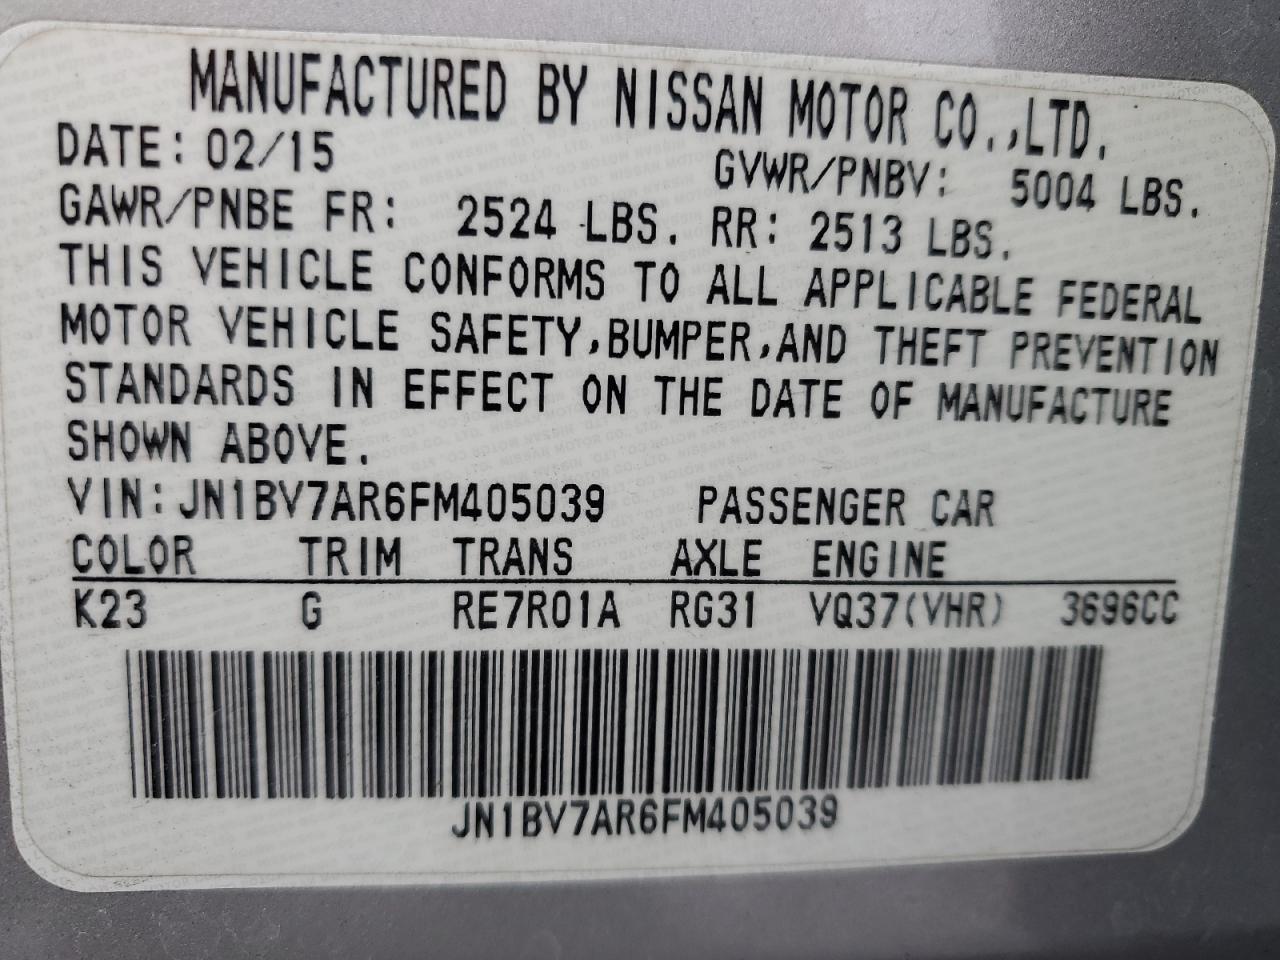 MANUFACTURED BY NISSAN MOTOR CO.,LTD.
DATE: 02/15 GVWR/PNBV: 5004 LBS.
GAWR/PNBE FR: 2524 LBS. RR: 2513 LBS.
THIS VEHICLE CONFORMS TO ALL APPLICABLE FEDERAL
MOTOR VEHICLE SAFETY,BUMPER,AND THEFT PREVENTION
STANDARDS IN EFFECT ON THE DATE OF MANUFACTURE
SHOWN ABOVE.
VIN:JN1BV7AR6FM405039 PASSENGER CAR
COLOR TRIM TRANS AXLE ENGINE
K23 G RE7R01A RG31 VQ37(VHR) 3696CC
JN1BV7AR6FM405039